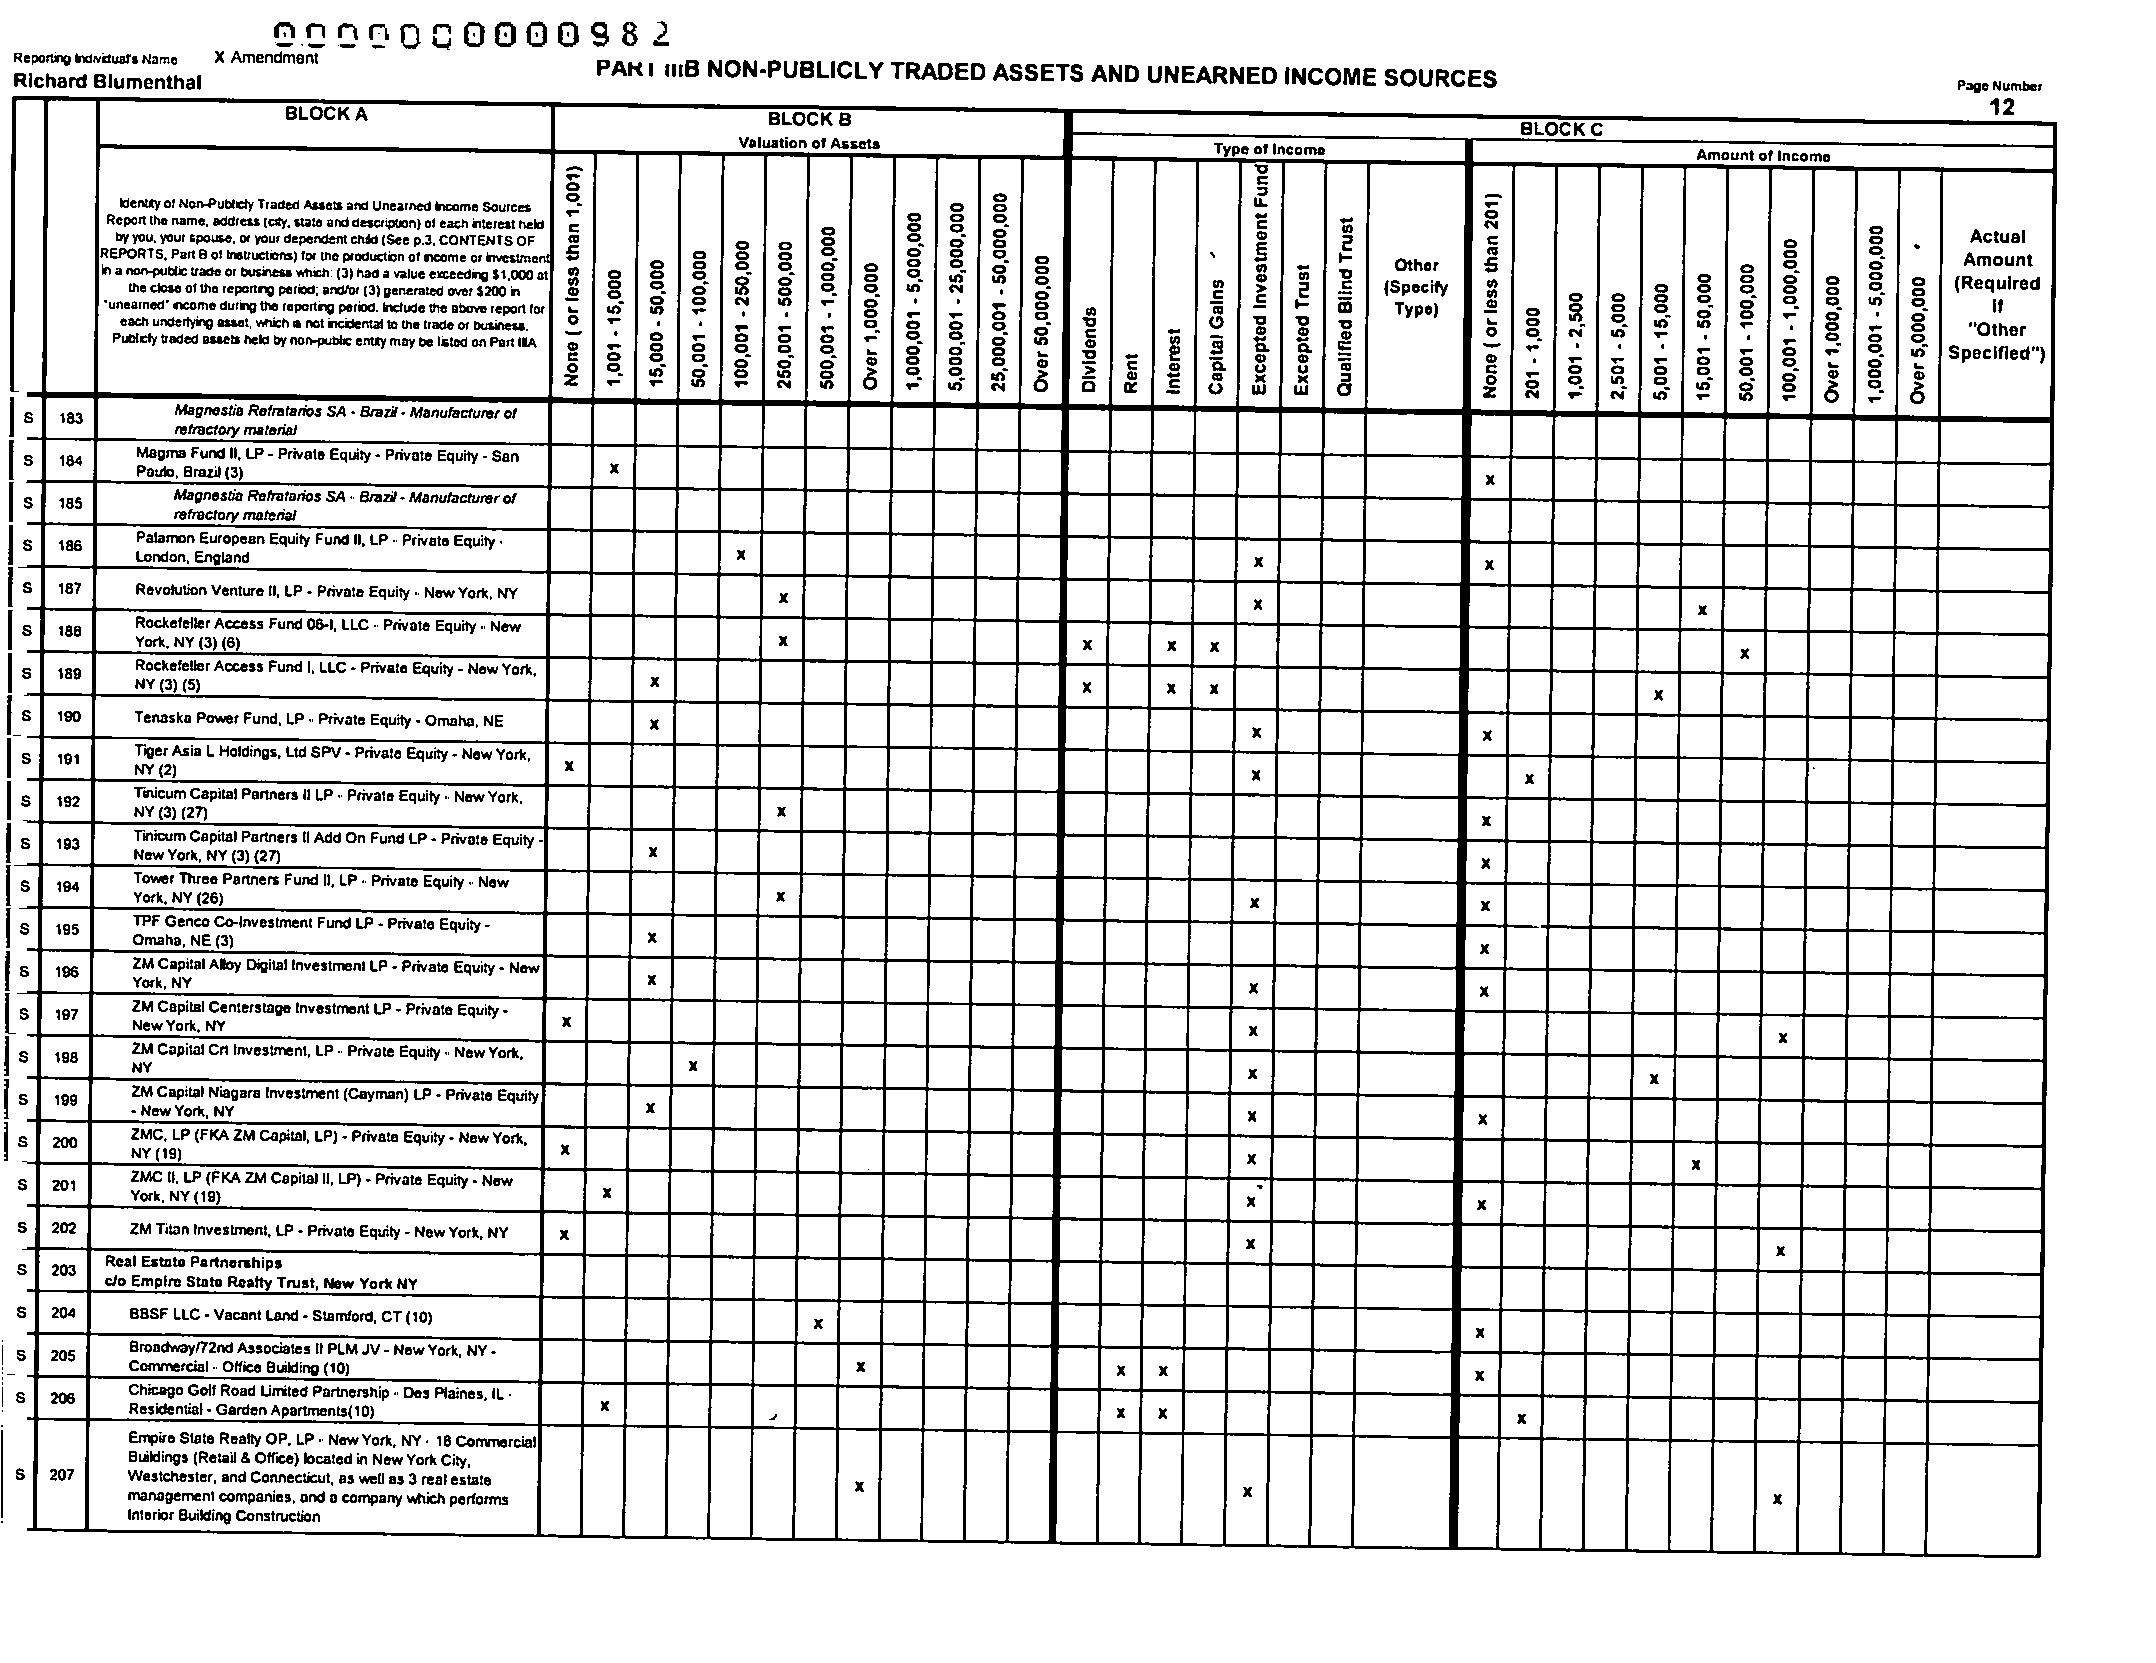 000000000982
Reporting Individual's Name X Amendment
Richard Blumenthal
PART IIIB NON-PUBLICLY TRADED ASSETS AND UNEARNED INCOME SOURCES
Page Number
12
BLOCK A
BLOCK B
BLOCK C
Valuation of Assets
Type of Income
Amount of Income
Identity of Non-Publicly Traded Assets and Unearned Income Sources
Report the name, address (city, state and description) of each interest held
by you, your spouse, or your dependent child (See p.3, CONTENTS OF
REPORTS, Part B of Instructions) for the production of income or investment
in a non-public trade or business which: (3) had a value exceeding $1,000 at
the close of the reporting period; and/or (3) generated over $200 in
"unearned" income during the reporting period. Include the above report for
each underlying asset, which is not incidental to the trade or business.
Publicly traded assets held by non-public entity may be listed on Part IIIA
None ( or less than 1,001)
1,001 - 15,000
15,000 - 50,000
50,001 - 100,000
100,001 - 250,000
250,001 - 500,000
500,001 - 1,000,000
Over 1,000,000
1,000,001 - 5,000,000
5,000,001 - 25,000,000
25,000,001 - 50,000,000
Over 50,000,000
Dividends
Rent
Interest
Capital Gains
Excepted Investment Fund
Excepted Trust
Qualified Blind Trust
Other
(Specify
Type)
None ( or less than 201)
201 - 1,000
1,001 - 2,500
2,501 - 5,000
5,001 - 15,000
15,001 - 50,000
50,001 - 100,000
100,001 - 1,000,000
Over 1,000,000
1,000,001 - 5,000,000
Over 5,000,000
Actual
Amount
(Required
if
"Other
Specified")
S 183 Magnestia Refratarios SA - Brazil - Manufacturer of
refractory material
S 184 Magma Fund II, LP - Private Equity - Private Equity - San
Paulo, Brazil (3) x x
S 185 Magnestia Refratarios SA - Brazil - Manufacturer of
refractory material
S 186 Palamon European Equity Fund II, LP - Private Equity -
London, England x x x
S 187 Revolution Venture II, LP - Private Equity - New York, NY x x x
S 188 Rockefeller Access Fund 06-I, LLC - Private Equity - New
York, NY (3) (6) x x x x x
S 189 Rockefeller Access Fund I, LLC - Private Equity - New York,
NY (3) (5) x x x x x
S 190 Tenaska Power Fund, LP - Private Equity - Omaha, NE x x x
S 191 Tiger Asia L Holdings, Ltd SPV - Private Equity - New York,
NY (2) x x x
S 192 Tinicum Capital Partners II LP - Private Equity - New York,
NY (3) (27) x x
S 193 Tinicum Capital Partners II Add On Fund LP - Private Equity -
New York, NY (3) (27) x x
S 194 Tower Three Partners Fund II, LP - Private Equity - New
York, NY (26) x x x
S 195 TPF Genco Co-Investment Fund LP - Private Equity -
Omaha, NE (3) x x
S 196 ZM Capital Alloy Digital Investment LP - Private Equity - New
York, NY x x x
S 197 ZM Capital Centerstage Investment LP - Private Equity -
New York, NY x x x
S 198 ZM Capital Crl Investment, LP - Private Equity - New York,
NY x x x
S 199 ZM Capital Niagara Investment (Cayman) LP - Private Equity
- New York, NY x x x
S 200 ZMC, LP (FKA ZM Capital, LP) - Private Equity - New York,
NY (19) x x x
S 201 ZMC II, LP (FKA ZM Capital II, LP) - Private Equity - New
York, NY (19) x x x
S 202 ZM Titan Investment, LP - Private Equity - New York, NY x x x
S 203 Real Estate Partnerships
c/o Empire State Realty Trust, New York NY
S 204 BBSF LLC - Vacant Land - Stamford, CT (10) x x
S 205 Broadway/72nd Associates II PLM JV - New York, NY -
Commercial - Office Building (10) x x x x
S 206 Chicago Golf Road Limited Partnership - Des Plaines, IL -
Residential - Garden Apartments(10) x x x x
S 207 Empire State Realty OP, LP - New York, NY - 18 Commercial
Buildings (Retail & Office) located in New York City,
Westchester, and Connecticut, as well as 3 real estate
management companies, and a company which performs
Interior Building Construction x x x